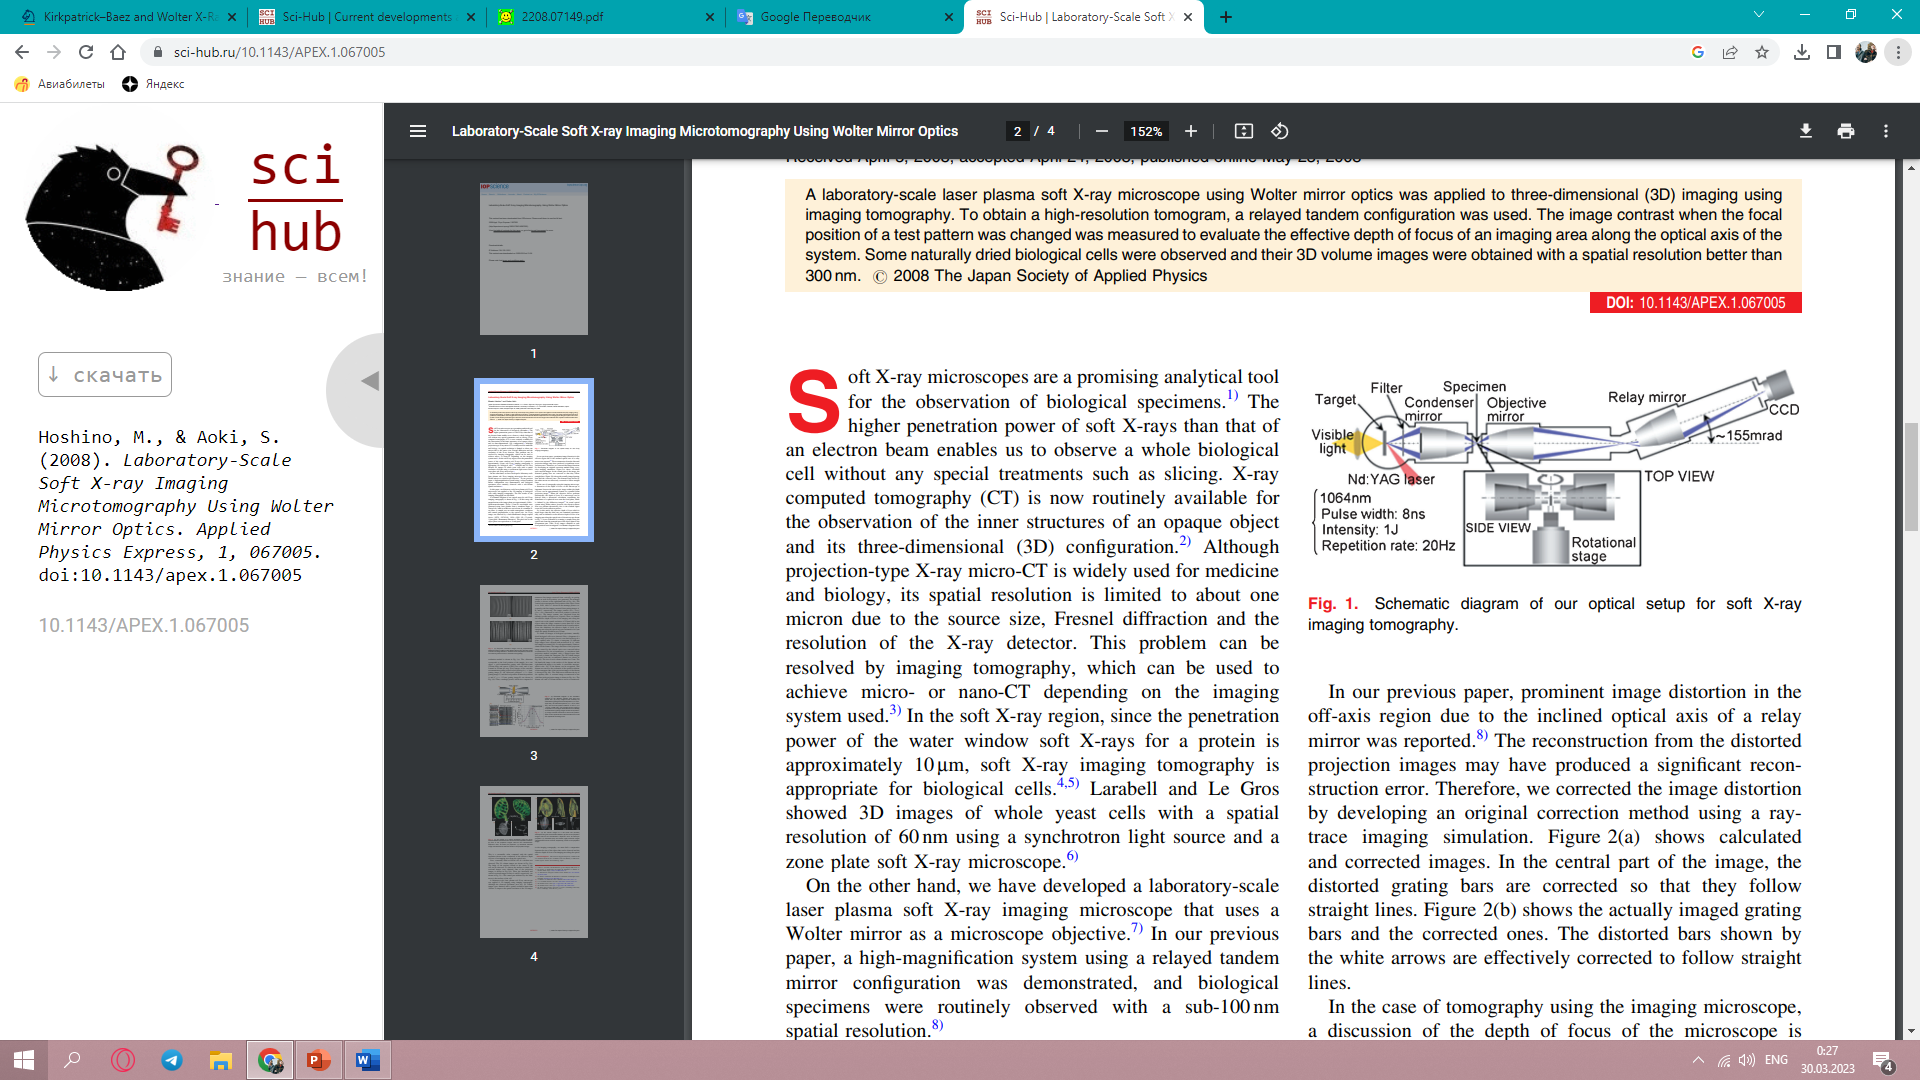 Kirkpatrick–Baez and Wolter X-Ra
Sci-Hub | Current developments
2208.07149.pdf
Google Переводчик
Sci-Hub | Laboratory-Scale Soft X
sci-hub.ru/10.1143/APEX.1.067005
Авиабилеты
Яндекс
sci
hub
знание — всем!
↓ скачать
Hoshino, M., & Aoki, S.
(2008). Laboratory-Scale
Soft X-ray Imaging
Microtomography Using Wolter
Mirror Optics. Applied
Physics Express, 1, 067005.
doi:10.1143/apex.1.067005
10.1143/APEX.1.067005
Laboratory-Scale Soft X-ray Imaging Microtomography Using Wolter Mirror Optics
2 / 4
152%
1
2
3
4
A laboratory-scale laser plasma soft X-ray microscope using Wolter mirror optics was applied to three-dimensional (3D) imaging using
imaging tomography. To obtain a high-resolution tomogram, a relayed tandem configuration was used. The image contrast when the focal
position of a test pattern was changed was measured to evaluate the effective depth of focus of an imaging area along the optical axis of the
system. Some naturally dried biological cells were observed and their 3D volume images were obtained with a spatial resolution better than
300 nm. © 2008 The Japan Society of Applied Physics
DOI: 10.1143/APEX.1.067005
Soft X-ray microscopes are a promising analytical tool
for the observation of biological specimens.1) The
higher penetration power of soft X-rays than that of
an electron beam enables us to observe a whole biological
cell without any special treatments such as slicing. X-ray
computed tomography (CT) is now routinely available for
the observation of the inner structures of an opaque object
and its three-dimensional (3D) configuration.2) Although
projection-type X-ray micro-CT is widely used for medicine
and biology, its spatial resolution is limited to about one
micron due to the source size, Fresnel diffraction and the
resolution of the X-ray detector. This problem can be
resolved by imaging tomography, which can be used to
achieve micro- or nano-CT depending on the imaging
system used.3) In the soft X-ray region, since the penetration
power of the water window soft X-rays for a protein is
approximately 10 μm, soft X-ray imaging tomography is
appropriate for biological cells.4,5) Larabell and Le Gros
showed 3D images of whole yeast cells with a spatial
resolution of 60 nm using a synchrotron light source and a
zone plate soft X-ray microscope.6)
On the other hand, we have developed a laboratory-scale
laser plasma soft X-ray imaging microscope that uses a
Wolter mirror as a microscope objective.7) In our previous
paper, a high-magnification system using a relayed tandem
mirror configuration was demonstrated, and biological
specimens were routinely observed with a sub-100 nm
spatial resolution.8)
Target
Filter
Condenser
mirror
Specimen
Objective
mirror
Relay mirror
CCD
Visible
light
~155mrad
Nd:YAG laser
TOP VIEW
1064nm
Pulse width: 8ns
Intensity: 1J
Repetition rate: 20Hz
SIDE VIEW
Rotational
stage
Fig. 1. Schematic diagram of our optical setup for soft X-ray
imaging tomography.
In our previous paper, prominent image distortion in the
off-axis region due to the inclined optical axis of a relay
mirror was reported.8) The reconstruction from the distorted
projection images may have produced a significant recon-
struction error. Therefore, we corrected the image distortion
by developing an original correction method using a ray-
trace imaging simulation. Figure 2(a) shows calculated
and corrected images. In the central part of the image, the
distorted grating bars are corrected so that they follow
straight lines. Figure 2(b) shows the actually imaged grating
bars and the corrected ones. The distorted bars shown by
the white arrows are effectively corrected to follow straight
lines.
In the case of tomography using the imaging microscope,
a discussion of the depth of focus of the microscope is
ENG
0:27
30.03.2023
4